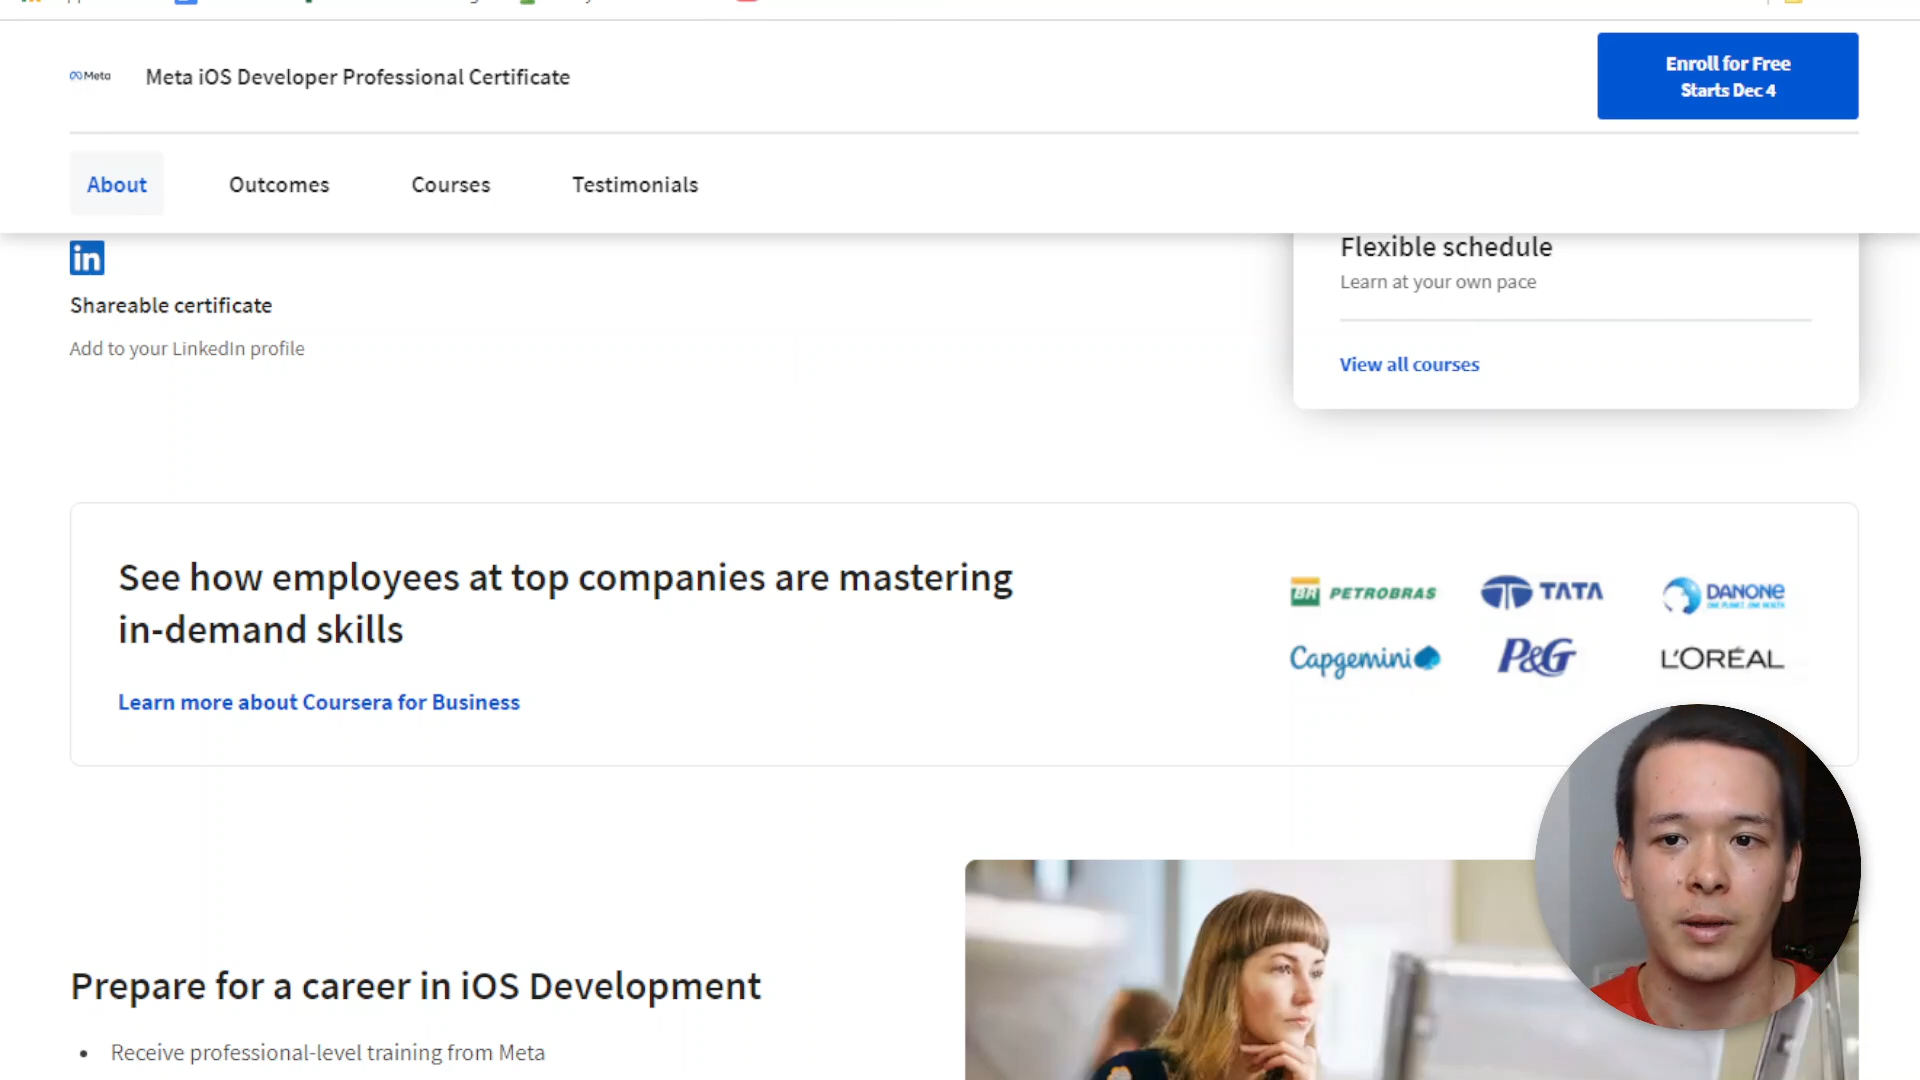 Meta
Meta iOS Developer Professional Certificate
Enroll for Free
Starts Dec 4
About
Outcomes
Courses
Testimonials
Shareable certificate
Add to your LinkedIn profile
Flexible schedule
Learn at your own pace
View all courses
See how employees at top companies are mastering
in-demand skills
Learn more about Coursera for Business
BR PETROBRAS
TATA
DANONE
ONE PLANET. ONE HEALTH
Capgemini
P&G
L'ORÉAL
Prepare for a career in iOS Development
• Receive professional-level training from Meta
in